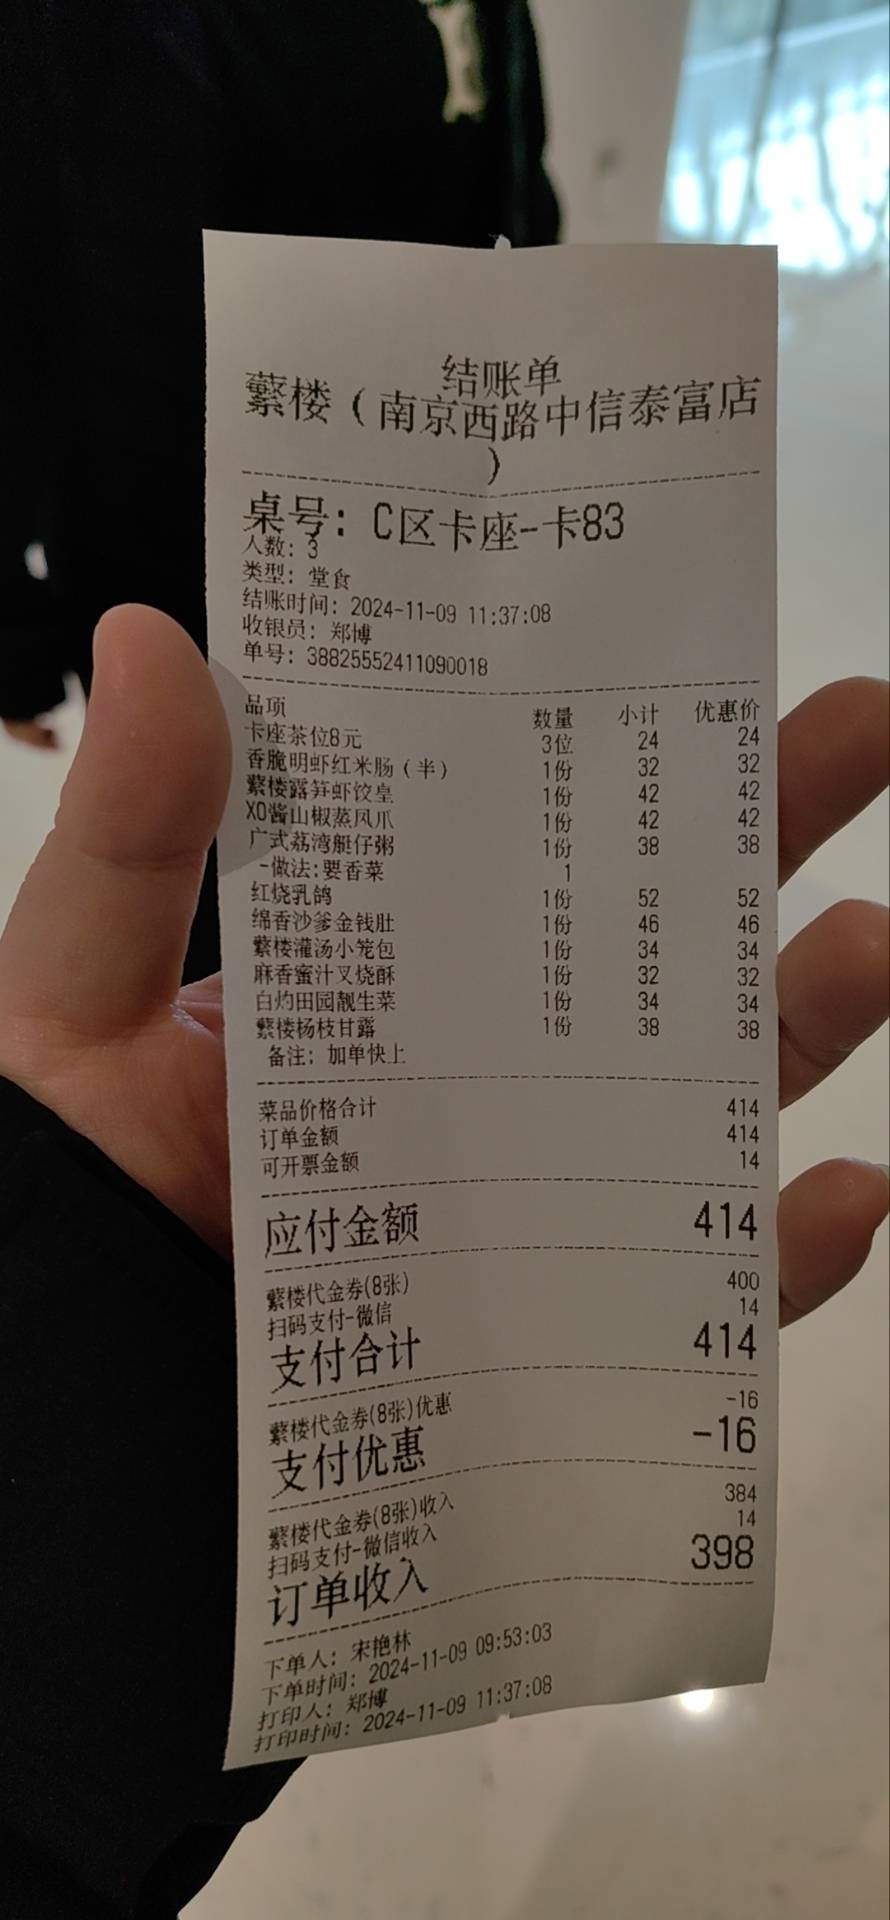 结账单
蘩楼（南京西路中信泰富店
）
桌号: C区卡座-卡83
人数: 3
类型: 堂食
结账时间: 2024-11-09 11:37:08
收银员: 郑博
单号: 38825552411090018
品项 数量 小计 优惠价
卡座茶位8元 3位 24 24
香脆明虾红米肠（半） 1份 32 32
蘩楼露笋虾饺皇 1份 42 42
XO酱山椒蒸凤爪 1份 42 42
广式荔湾艇仔粥 1份 38 38
-做法:要香菜 1
红烧乳鸽 1份 52 52
绵香沙爹金钱肚 1份 46 46
蘩楼灌汤小笼包 1份 34 34
麻香蜜汁叉烧酥 1份 32 32
白灼田园靓生菜 1份 34 34
蘩楼杨枝甘露 1份 38 38
备注: 加单快上
菜品价格合计 414
订单金额 414
可开票金额 14
应付金额 414
蘩楼代金券(8张) 400
扫码支付-微信 14
支付合计 414
蘩楼代金券(8张)优惠 -16
支付优惠 -16
蘩楼代金券(8张)收入 384
扫码支付-微信收入 14
订单收入 398
下单人: 宋艳林
下单时间: 2024-11-09 09:53:03
打印人: 郑博
打印时间: 2024-11-09 11:37:08